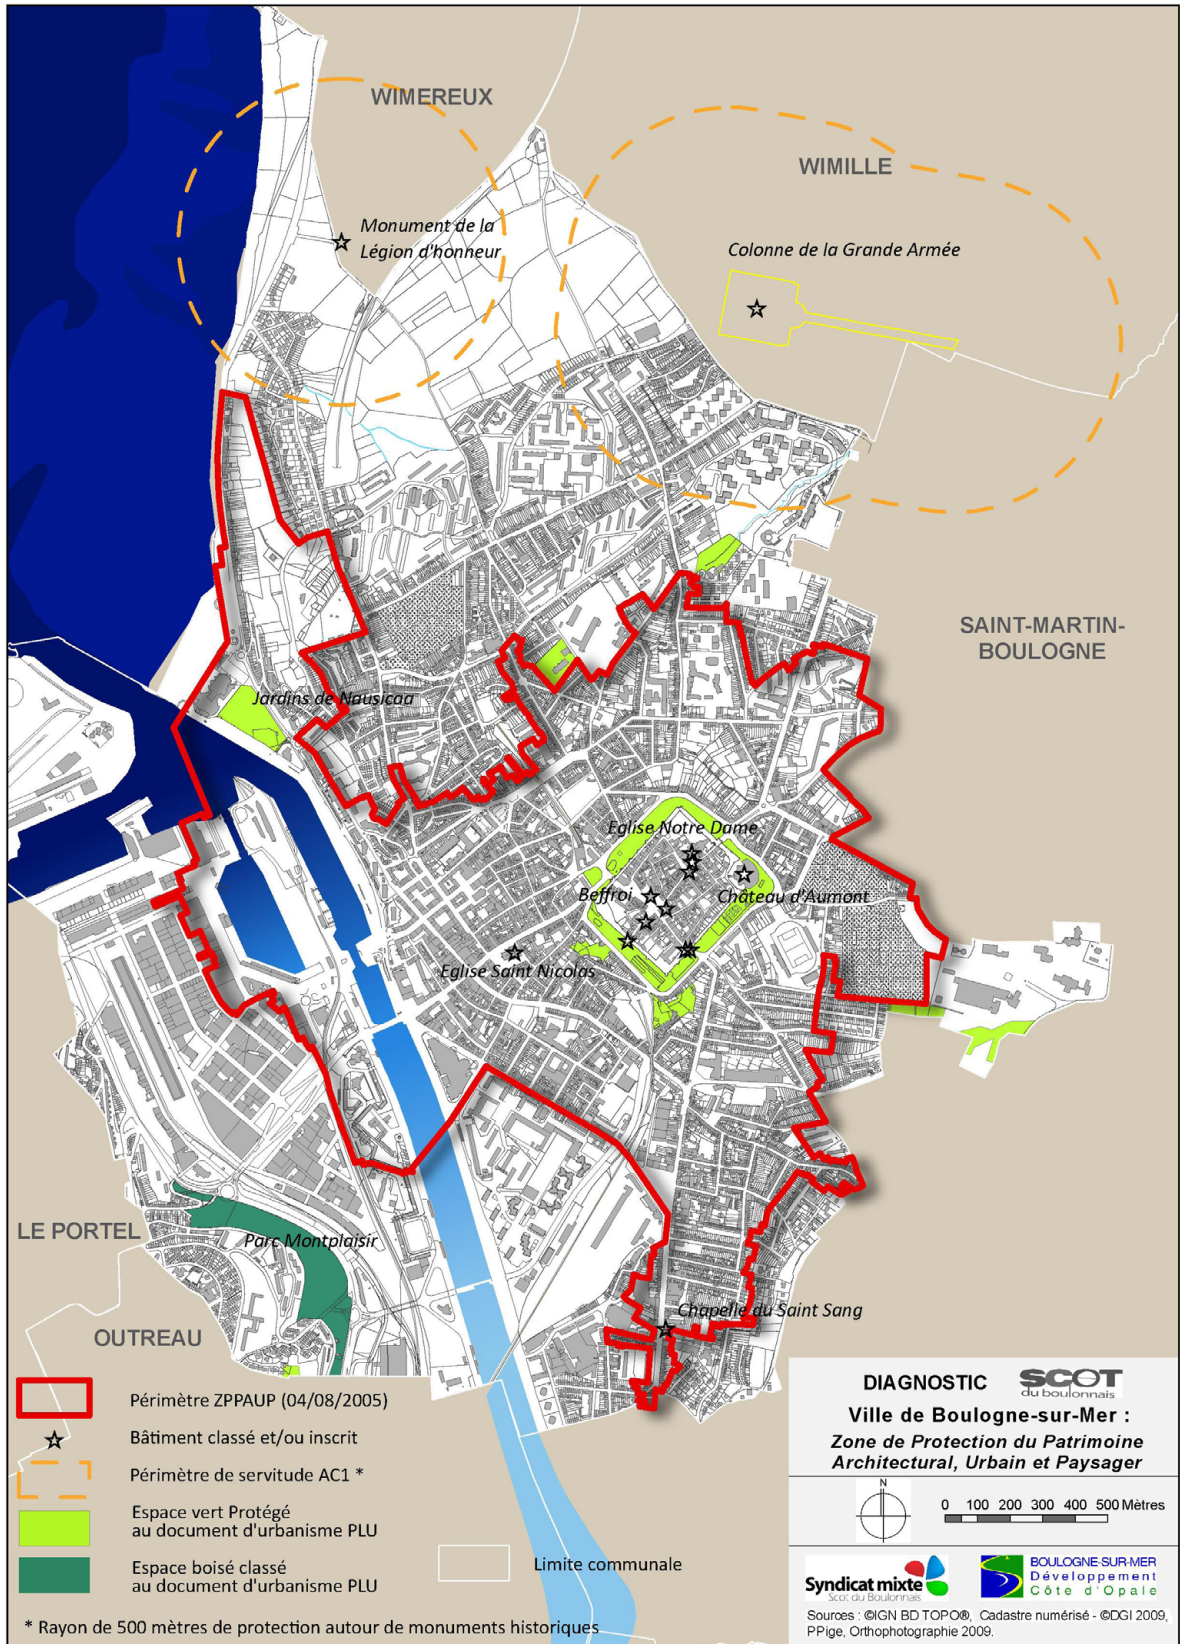 WIMEREUX
WIMILLE
Monument de la
Légion d'honneur
Colonne de la Grande Armée
SAINT-MARTIN-
BOULOGNE
Jardins de Nausicaa
Eglise Notre Dame
Beffroi
Château d'Aumont
Eglise Saint Nicolas
LE PORTEL
Parc Montplaisir
Chapelle du Saint Sang
OUTREAU
Périmètre ZPPAUP (04/08/2005)
Bâtiment classé et/ou inscrit
Périmètre de servitude AC1 *
Espace vert Protégé
au document d'urbanisme PLU
Espace boisé classé
au document d'urbanisme PLU
Limite communale
* Rayon de 500 mètres de protection autour de monuments historiques
DIAGNOSTIC
SCOT
du boulonnais
Ville de Boulogne-sur-Mer :
Zone de Protection du Patrimoine
Architectural, Urbain et Paysager
N
0 100 200 300 400 500 Mètres
Syndicat mixte
Scot du Boulonnais
BOULOGNE-SUR-MER
Développement
Côte d'Opale
Sources : ©IGN BD TOPO®, Cadastre numérisé - ©DGI 2009,
PPige, Orthophotographie 2009.